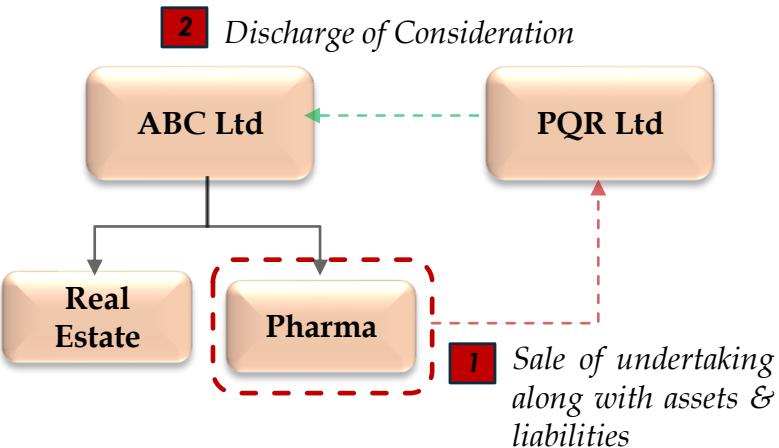 2 Discharge of Consideration
ABC Ltd
PQR Ltd
Real
Estate
Pharma
1 Sale of undertaking
along with assets &
liabilities